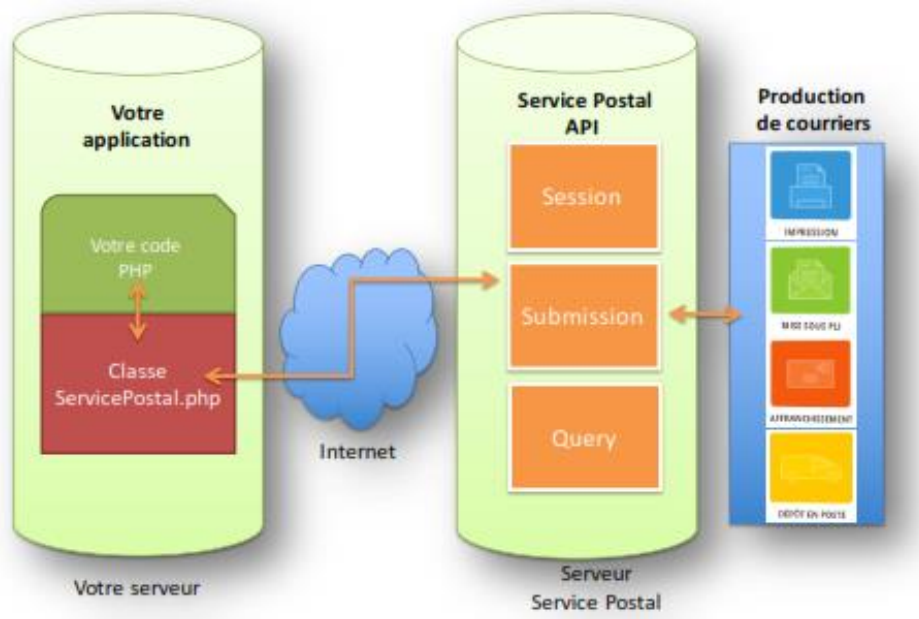 Votre
application
Votre code
PHP
Classe
ServicePostal.php
Votre serveur
Internet
Service Postal
API
Session
Submission
Query
Serveur
Service Postal
Production
de courriers
IMPRESSION
MISE SOUS PLI
AFFRANCHISSEMENT
DÉPÔT EN POSTE